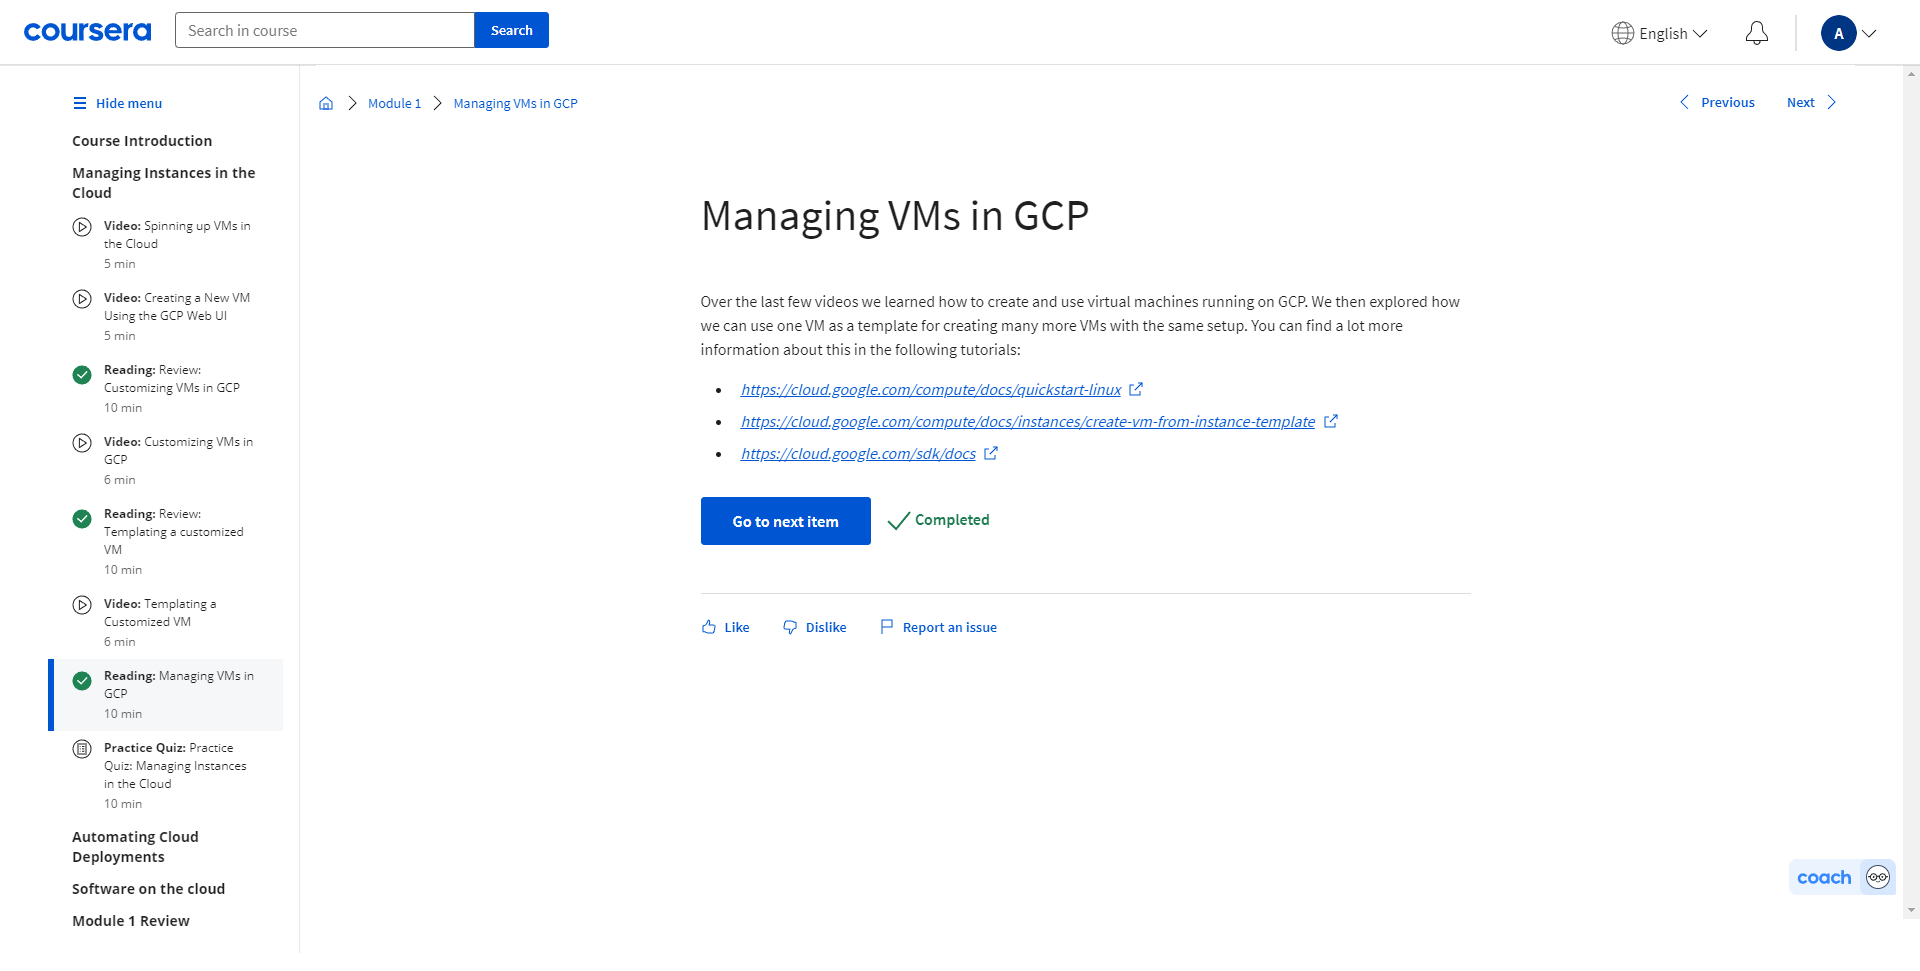 coursera
Search in course
Search
English
A
Hide menu
Course Introduction
Managing Instances in the
Cloud
Video: Spinning up VMs in
the Cloud
5 min
Video: Creating a New VM
Using the GCP Web UI
5 min
Reading: Review:
Customizing VMs in GCP
10 min
Video: Customizing VMs in
GCP
6 min
Reading: Review:
Templating a customized
VM
10 min
Video: Templating a
Customized VM
6 min
Reading: Managing VMs in
GCP
10 min
Practice Quiz: Practice
Quiz: Managing Instances
in the Cloud
10 min
Automating Cloud
Deployments
Software on the cloud
Module 1 Review
Module 1
Managing VMs in GCP
Previous
Next
Managing VMs in GCP
Over the last few videos we learned how to create and use virtual machines running on GCP. We then explored how
we can use one VM as a template for creating many more VMs with the same setup. You can find a lot more
information about this in the following tutorials:
https://cloud.google.com/compute/docs/quickstart-linux
https://cloud.google.com/compute/docs/instances/create-vm-from-instance-template
https://cloud.google.com/sdk/docs
Go to next item
Completed
Like
Dislike
Report an issue
coach